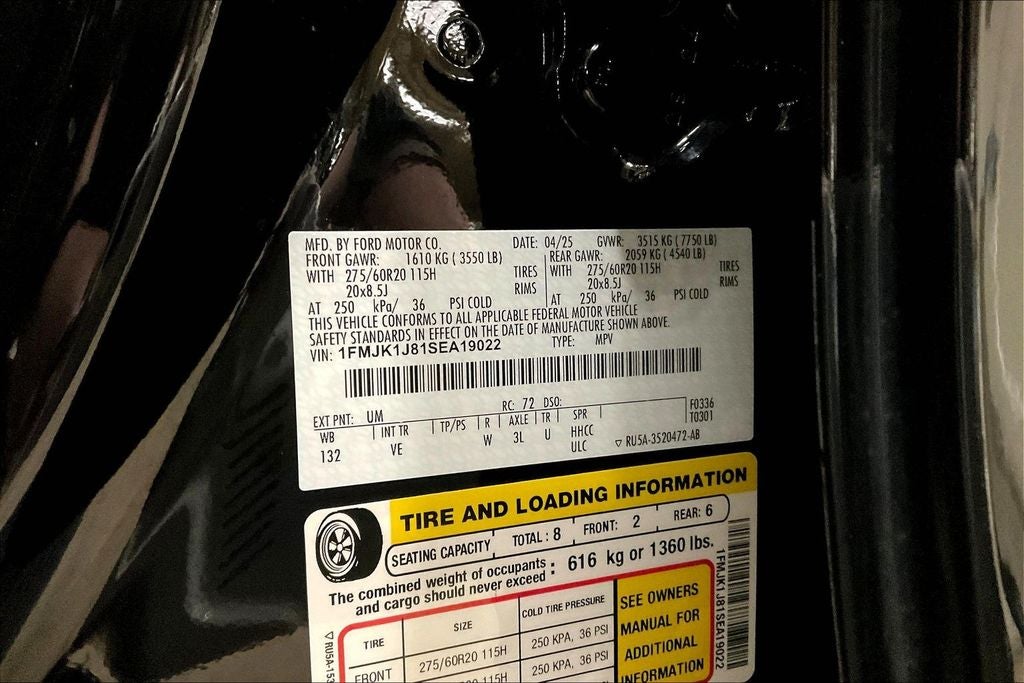 MFD. BY FORD MOTOR CO. DATE: 04/25 GVWR: 3515 KG ( 7750 LB)
FRONT GAWR: 1610 KG ( 3550 LB) REAR GAWR: 2059 KG ( 4540 LB)
WITH 275/60R20 115H TIRES WITH 275/60R20 115H TIRES
20x8.5J RIMS 20x8.5J RIMS
AT 250 kPa/ 36 PSI COLD AT 250 kPa/ 36 PSI COLD
THIS VEHICLE CONFORMS TO ALL APPLICABLE FEDERAL MOTOR VEHICLE
SAFETY STANDARDS IN EFFECT ON THE DATE OF MANUFACTURE SHOWN ABOVE.
VIN: 1FMJK1J81SEA19022 TYPE: MPV
EXT PNT: UM RC: 72 DSO: F0336
WB INT TR TP/PS R AXLE TR SPR T0301
132 VE W 3L U HHCC
ULC ▽ RU5A-3520472-AB
TIRE AND LOADING INFORMATION
SEATING CAPACITY TOTAL : 8 FRONT: 2 REAR: 6
The combined weight of occupants and cargo should never exceed : 616 kg or 1360 lbs.
TIRE SIZE COLD TIRE PRESSURE
FRONT 275/60R20 115H 250 KPA, 36 PSI
115H 250 KPA, 36 PSI
SEE OWNERS
MANUAL FOR
ADDITIONAL
INFORMATION
1FMJK1J81SEA19022
▽ RU5A-153